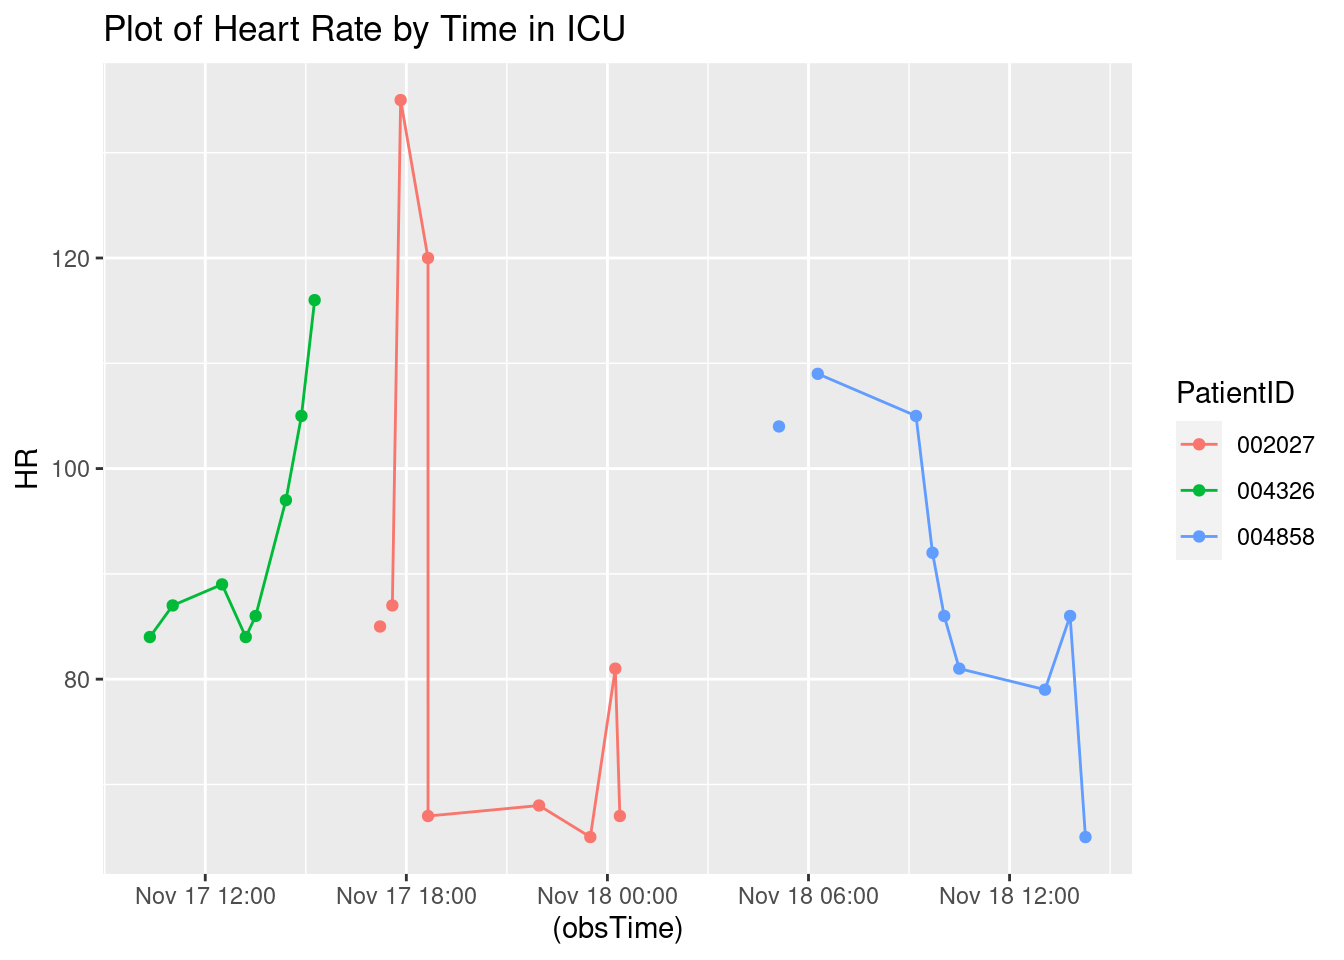 Plot of Heart Rate by Time in ICU
HR
120
100
80
Nov 17 12:00 Nov 17 18:00 Nov 18 00:00 Nov 18 06:00 Nov 18 12:00
(obsTime)
PatientID
002027
004326
004858